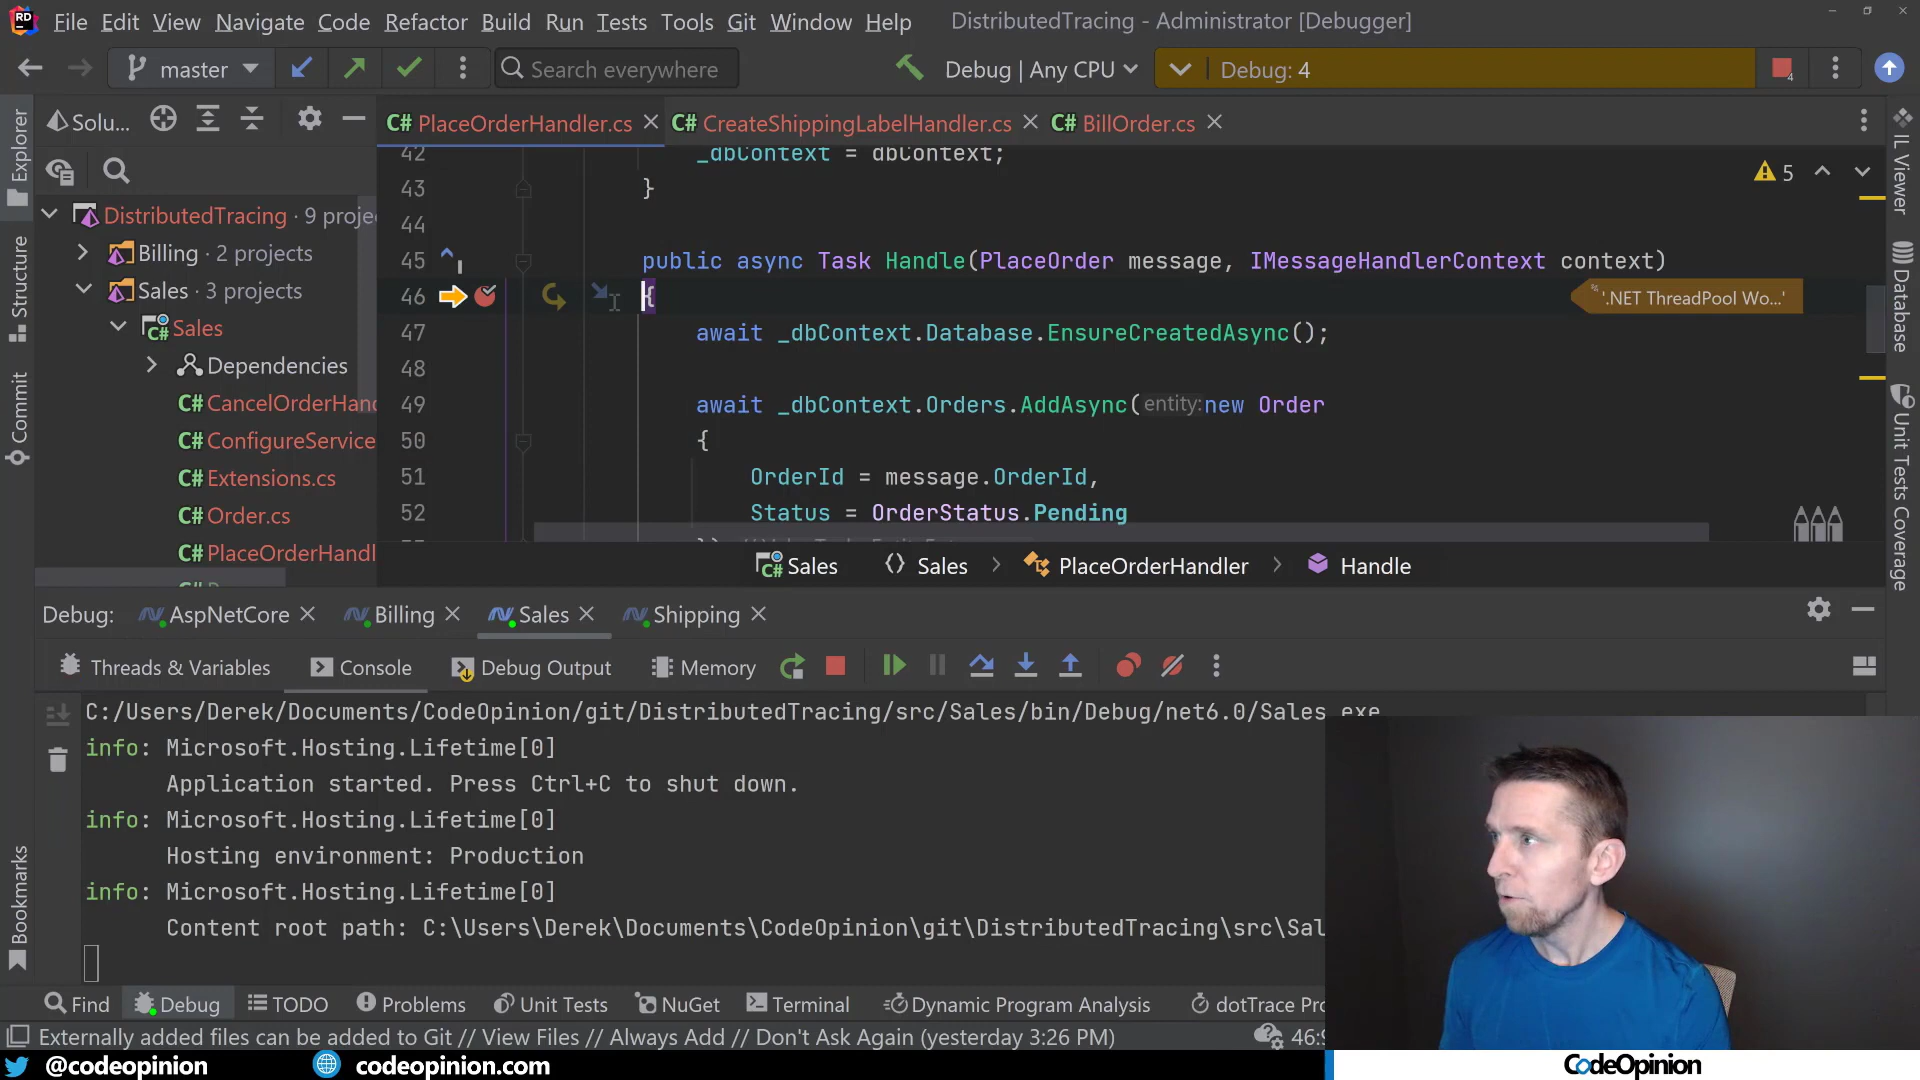 RD File Edit View Navigate Code Refactor Build Run Tests Tools Git Window Help DistributedTracing - Administrator [Debugger]
master Search everywhere Debug | Any CPU Debug: 4 4
Explorer Solu... C# PlaceOrderHandler.cs C# CreateShippingLabelHandler.cs C# BillOrder.cs IL Viewer
42 _dbContext = dbContext;
43 } 5
DistributedTracing · 9 proje
44
Billing · 2 projects
45 public async Task Handle(PlaceOrder message, IMessageHandlerContext context)
Sales · 3 projects
46 { '.NET ThreadPool Wo...'
Structure Database
C# Sales
47 await _dbContext.Database.EnsureCreatedAsync();
Dependencies
48
C# CancelOrderHan
49 await _dbContext.Orders.AddAsync(entity: new Order
Commit Unit Tests Coverage
C# ConfigureService
50 {
C# Extensions.cs
51 OrderId = message.OrderId,
C# Order.cs
52 Status = OrderStatus.Pending
C# PlaceOrderHandl
C# Sales Sales PlaceOrderHandler Handle
Debug: AspNetCore Billing Sales Shipping
Threads & Variables Console Debug Output Memory
C:/Users/Derek/Documents/CodeOpinion/git/DistributedTracing/src/Sales/bin/Debug/net6.0/Sales.exe
info: Microsoft.Hosting.Lifetime[0]
Application started. Press Ctrl+C to shut down.
info: Microsoft.Hosting.Lifetime[0]
Hosting environment: Production
info: Microsoft.Hosting.Lifetime[0]
Content root path: C:\Users\Derek\Documents\CodeOpinion\git\DistributedTracing\src\Sal
Bookmarks
Find Debug TODO Problems Unit Tests NuGet Terminal Dynamic Program Analysis dotTrace Pro
Externally added files can be added to Git // View Files // Always Add // Don't Ask Again (yesterday 3:26 PM) 46:
@codeopinion codeopinion.com CodeOpinion